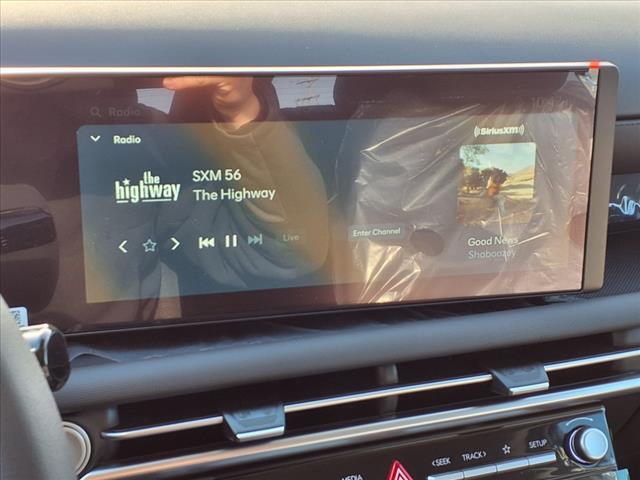 Radio
Radio
((SiriusXM))
the
highway
SXM 56
The Highway
Enter Channel
Live
Good News
Shaboozey
<SEEK
TRACK>
SETUP
MEDIA